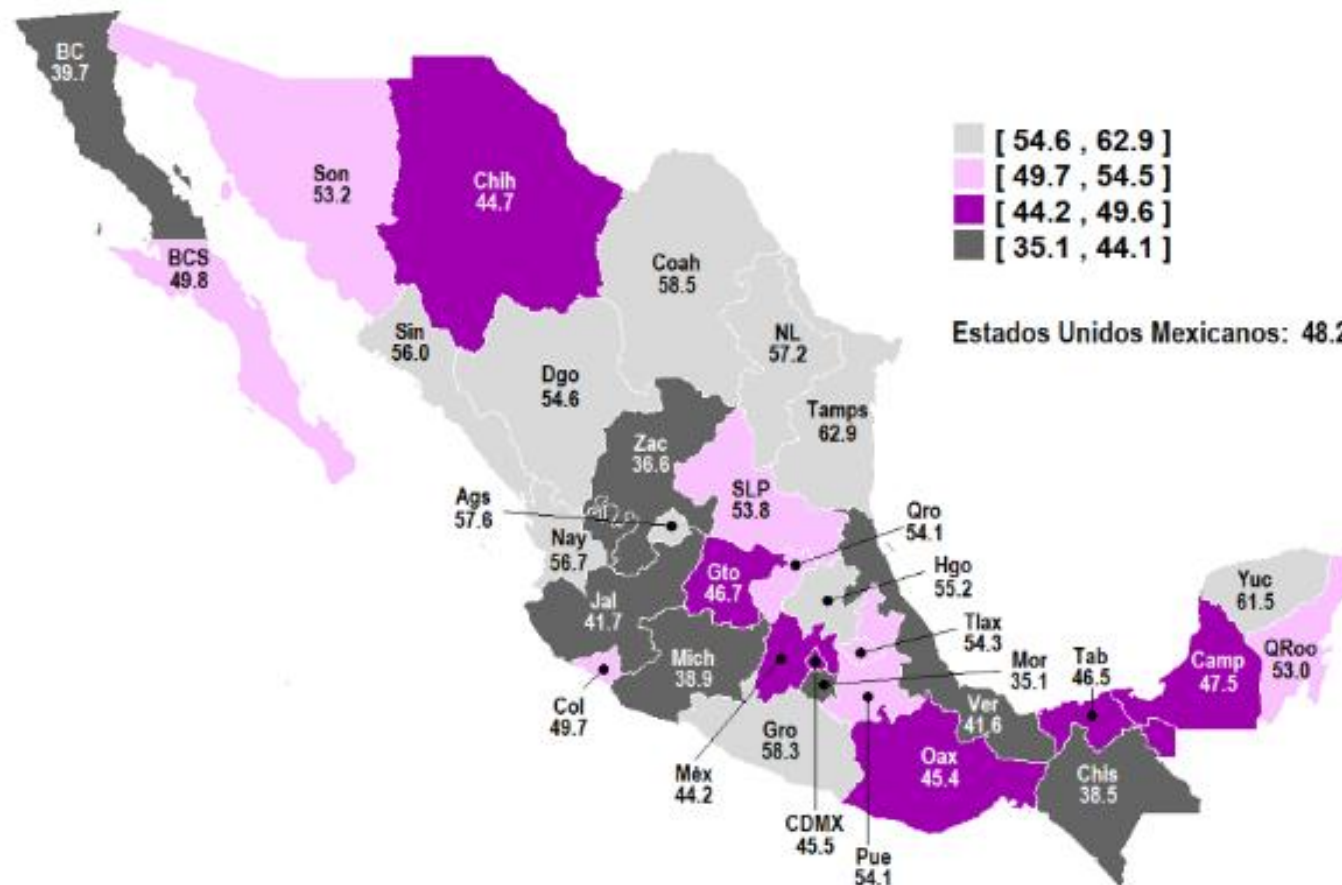 BC
39.7
Son
53.2
Chih
44.7
[ 54.6 , 62.9 ]
[ 49.7 , 54.5 ]
[ 44.2 , 49.6 ]
[ 35.1 , 44.1 ]
Estados Unidos Mexicanos: 48.2
BCS
49.8
Coah
58.5
Sin
56.0
NL
57.2
Dgo
54.6
Tamps
62.9
Zac
36.6
Ags
57.6
SLP
53.8
Qro
54.1
Nay
56.7
Gto
46.7
Hgo
55.2
Yuc
61.5
Jal
41.7
Tlax
54.3
Mich
38.9
Mor
35.1
Tab
46.5
Camp
47.5
QRoo
53.0
Col
49.7
Ver
41.6
Gro
58.3
Oax
45.4
Méx
44.2
Chis
38.5
CDMX
45.5
Pue
54.1